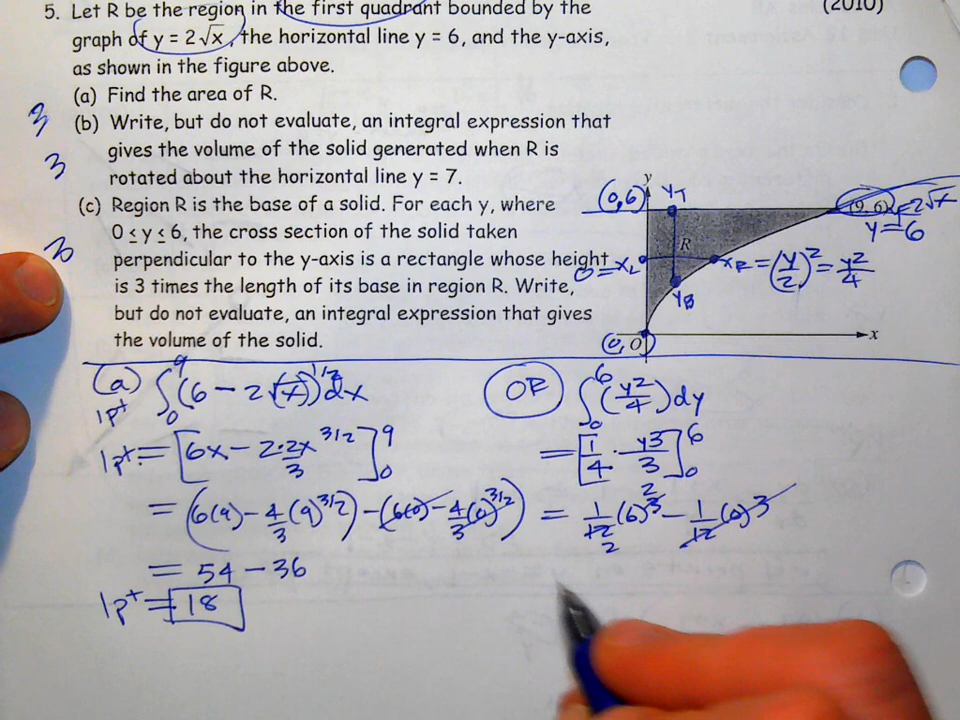 5. Let R be the region in the first quadrant bounded by the
(2010)
graph of y = 2√x, the horizontal line y = 6, and the y-axis,
as shown in the figure above.
(a) Find the area of R.
3 (b) Write, but do not evaluate, an integral expression that
3 gives the volume of the solid generated when R is
rotated about the horizontal line y = 7.
(c) Region R is the base of a solid. For each y, where
3 0 ≤ y ≤ 6, the cross section of the solid taken
perpendicular to the y-axis is a rectangle whose height
is 3 times the length of its base in region R. Write,
but do not evaluate, an integral expression that gives
the volume of the solid.
y
(0,6) y_T (9, 6) y=2√x
y=6
R
0=x_L x_R = (y/2)² = y²/4
y_B
(0, O) x
(a) ∫₀⁹ (6 - 2√(x)^1/2) dx OR ∫₀⁶ (y²/4) dy
1pt
1pt = [6x - 2·2x^3/2 / 3]₀⁹ = [1/4 · y3/3]₀⁶
= (6(9) - 4/3 (9)^3/2) - (6(0) - 4/3 (0)^3/2) = 1/12 (6)^3 2 - 1/12 (0)^3
2
= 54 - 36
1pt = 18